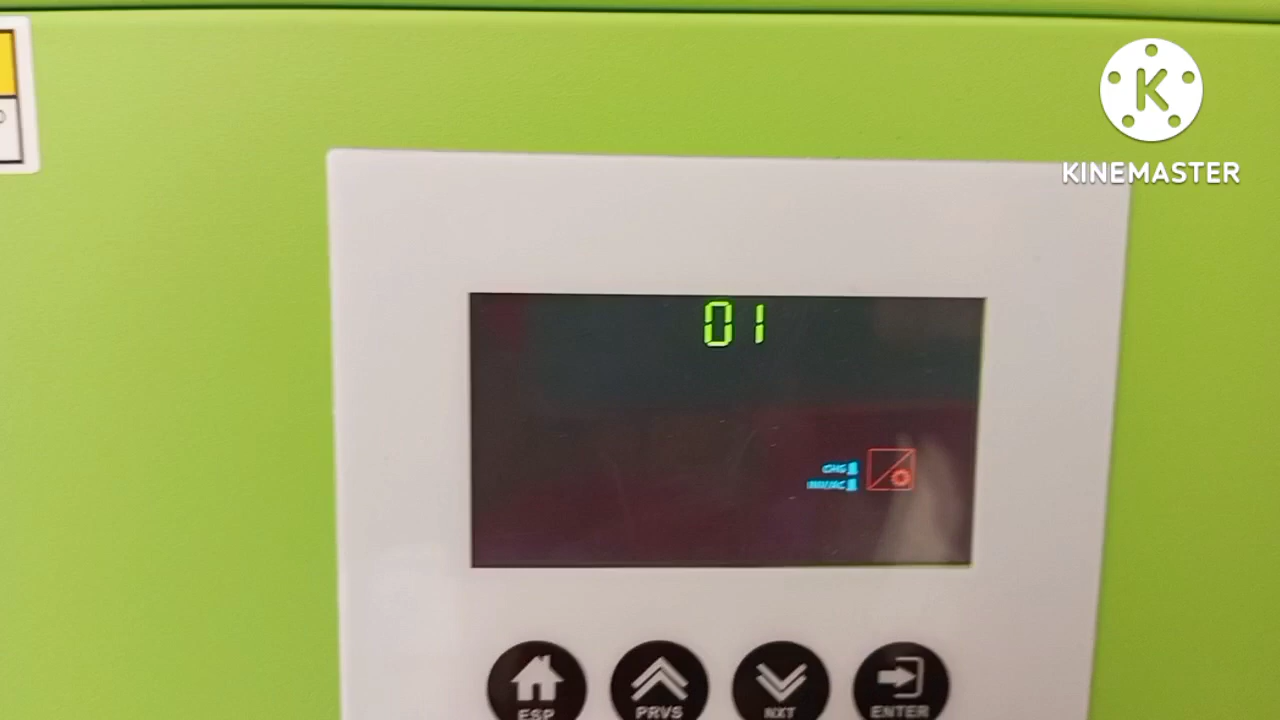 K
KINEMASTER
01
CHG
INV/AC
ESP
PRVS
NXT
ENTER